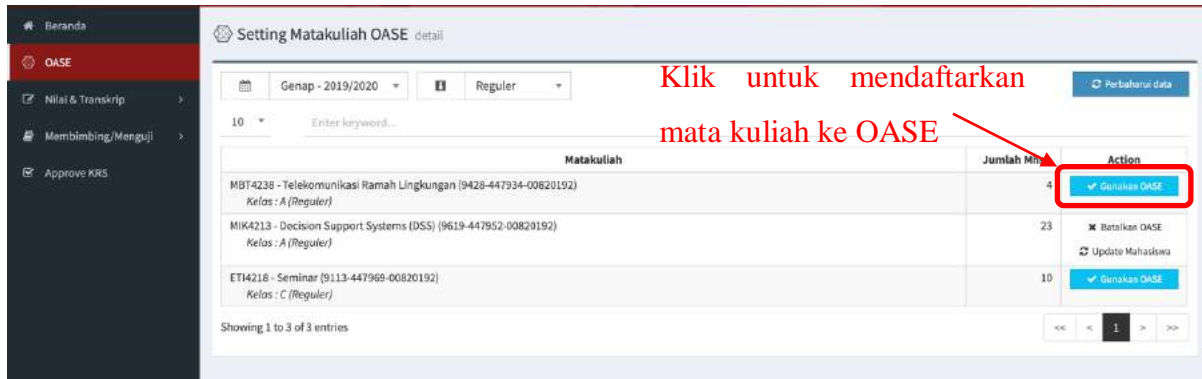 Beranda
Setting Matakuliah OASE detail
OASE
Nilai & Transkrip
Membimbing/Menguji
Approve KRS
Genap - 2019/2020
Reguler
Klik untuk mendaftarkan
mata kuliah ke OASE
Perbaharui data
10
Enter keyword...
Matakuliah Jumlah Action
MBT4238 - Telekomunikasi Ramah Lingkungan (9428-447934-00820192) 4 Gunakan OASE
Kelas : A (Reguler)
MIK4213 - Decision Support Systems (DSS) (9619-447952-00820192) 23 Batalkan OASE
Kelas : A (Reguler) Update Mahasiswa
ETI4218 - Seminar (9113-447969-00820192) 10 Gunakan OASE
Kelas : C (Reguler)
Showing 1 to 3 of 3 entries << < 1 > >>